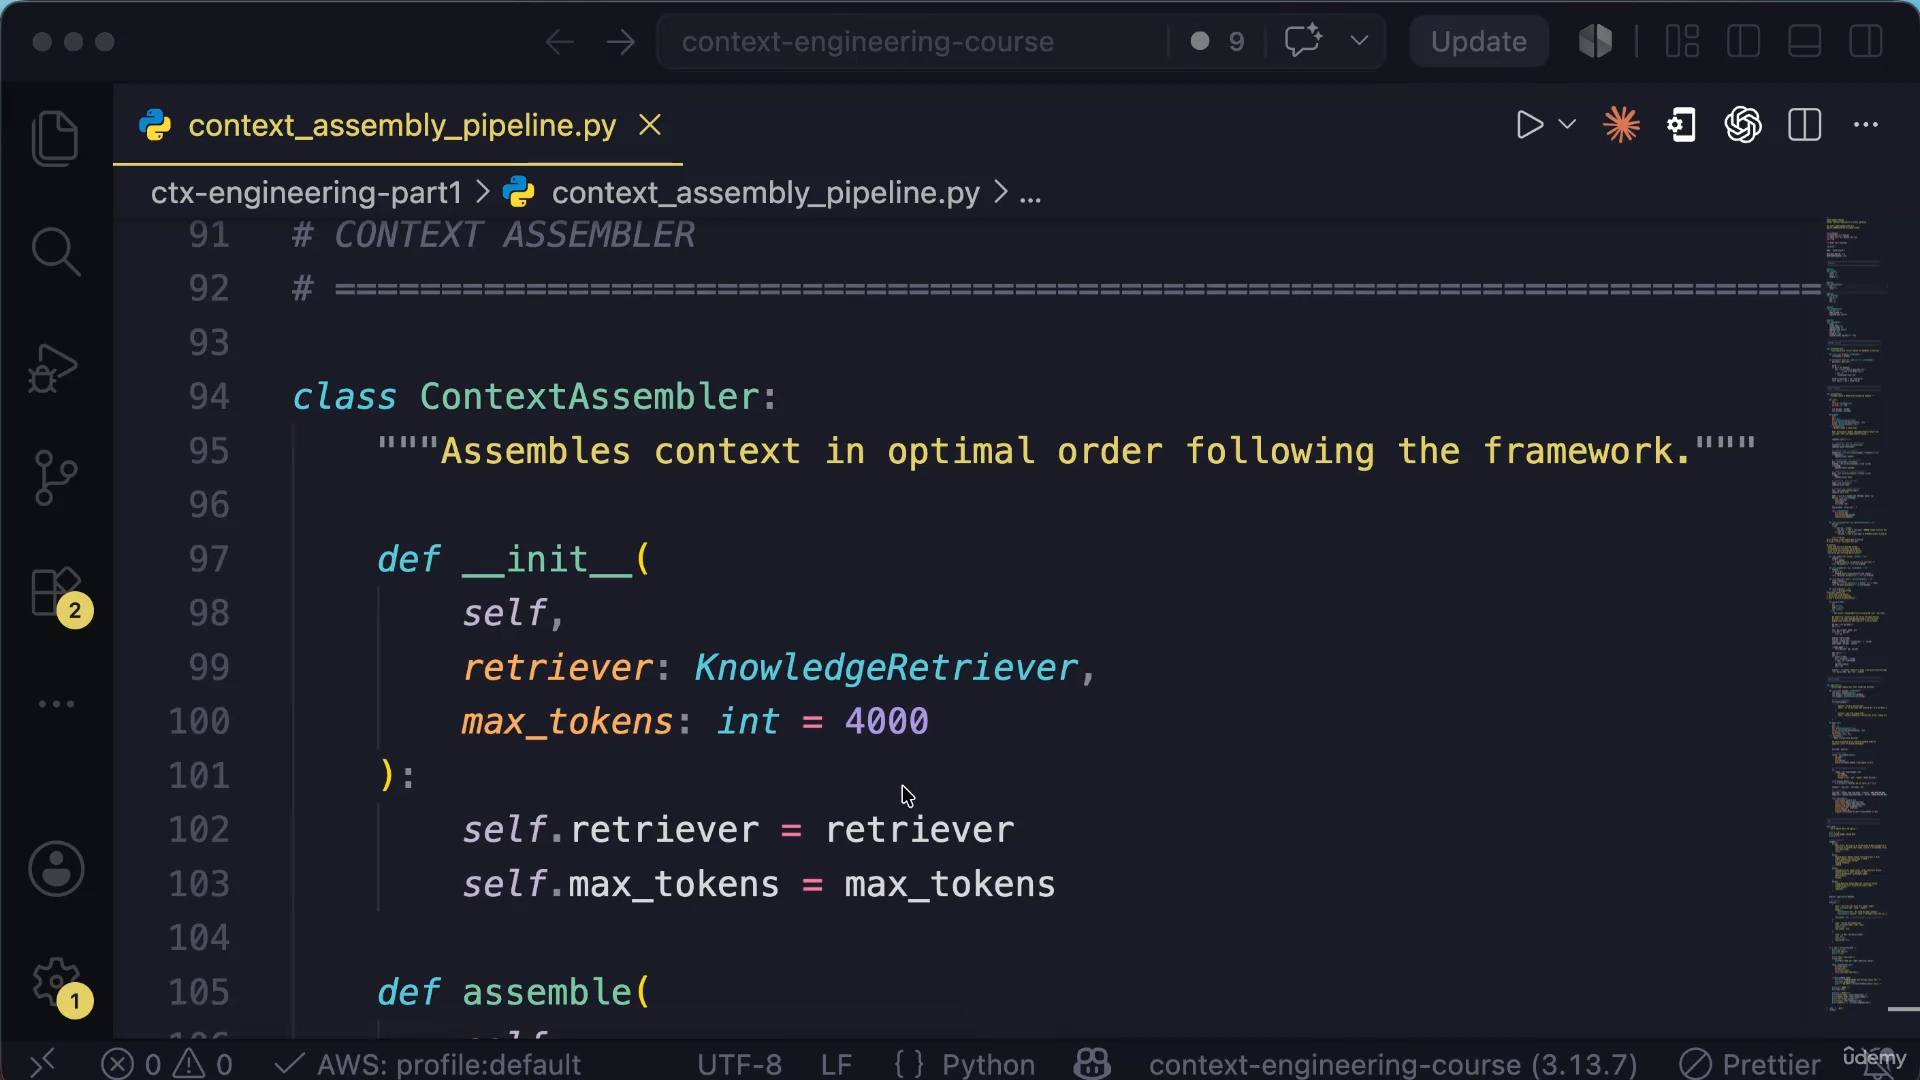 context-engineering-course
9
Update
context_assembly_pipeline.py
ctx-engineering-part1 > context_assembly_pipeline.py > ...
91 # CONTEXT ASSEMBLER
92 # ======================================================================
93
94 class ContextAssembler:
95 """Assembles context in optimal order following the framework."""
96
97 def __init__(
98 self,
99 retriever: KnowledgeRetriever,
100 max_tokens: int = 4000
101 ):
102 self.retriever = retriever
103 self.max_tokens = max_tokens
104
105 def assemble(
106 self
2
1
0 0 AWS: profile:default UTF-8 LF {} Python context-engineering-course (3.13.7) Prettier
udemy